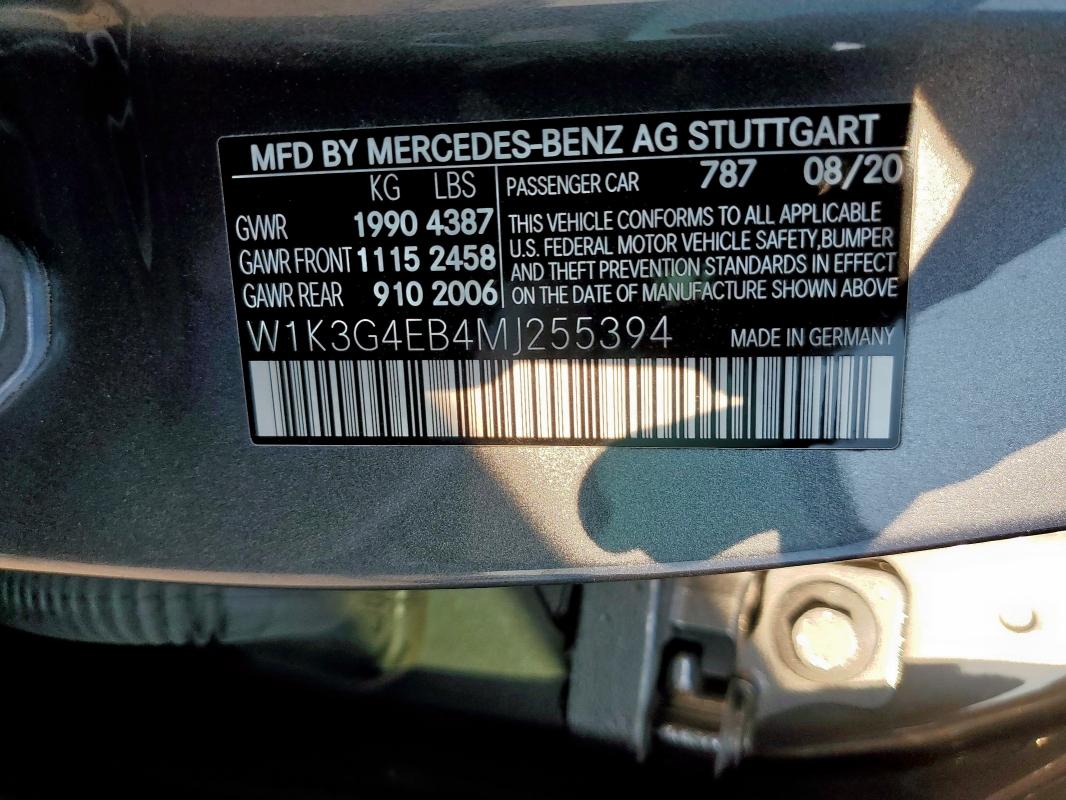 MFD BY MERCEDES-BENZ AG STUTTGART
KG LBS
GVWR 1990 4387
GAWR FRONT 1115 2458
GAWR REAR 910 2006
PASSENGER CAR 787 08/20
THIS VEHICLE CONFORMS TO ALL APPLICABLE
U.S. FEDERAL MOTOR VEHICLE SAFETY,BUMPER
AND THEFT PREVENTION STANDARDS IN EFFECT
ON THE DATE OF MANUFACTURE SHOWN ABOVE
W1K3G4EB4MJ255394
MADE IN GERMANY